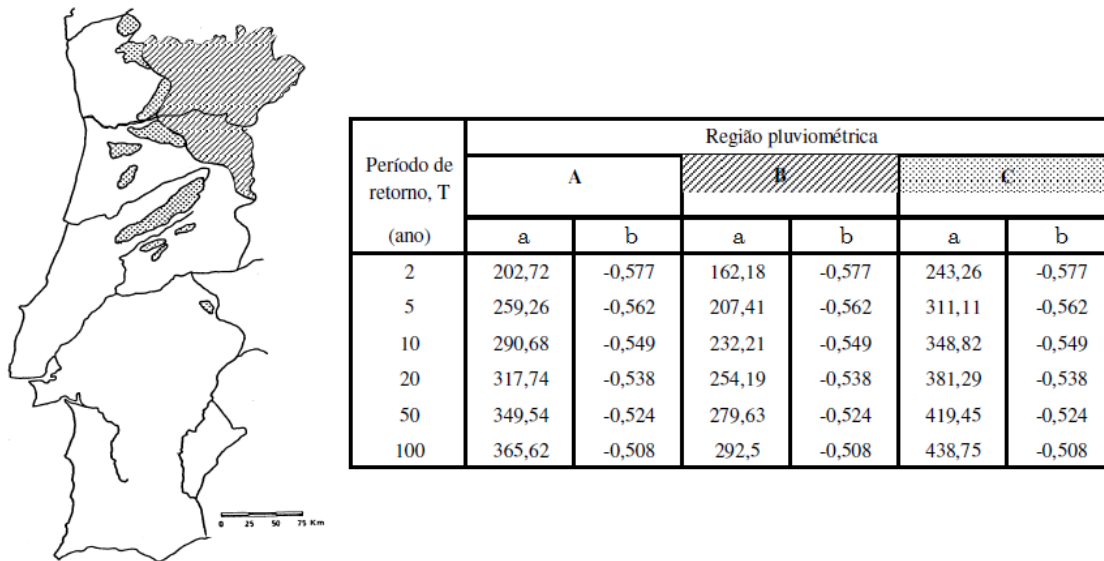 0 25 50 75 Km
Período de retorno, T (ano)
Região pluviométrica
A B C
a b a b a b
2 202,72 -0,577 162,18 -0,577 243,26 -0,577
5 259,26 -0,562 207,41 -0,562 311,11 -0,562
10 290,68 -0,549 232,21 -0,549 348,82 -0,549
20 317,74 -0,538 254,19 -0,538 381,29 -0,538
50 349,54 -0,524 279,63 -0,524 419,45 -0,524
100 365,62 -0,508 292,5 -0,508 438,75 -0,508